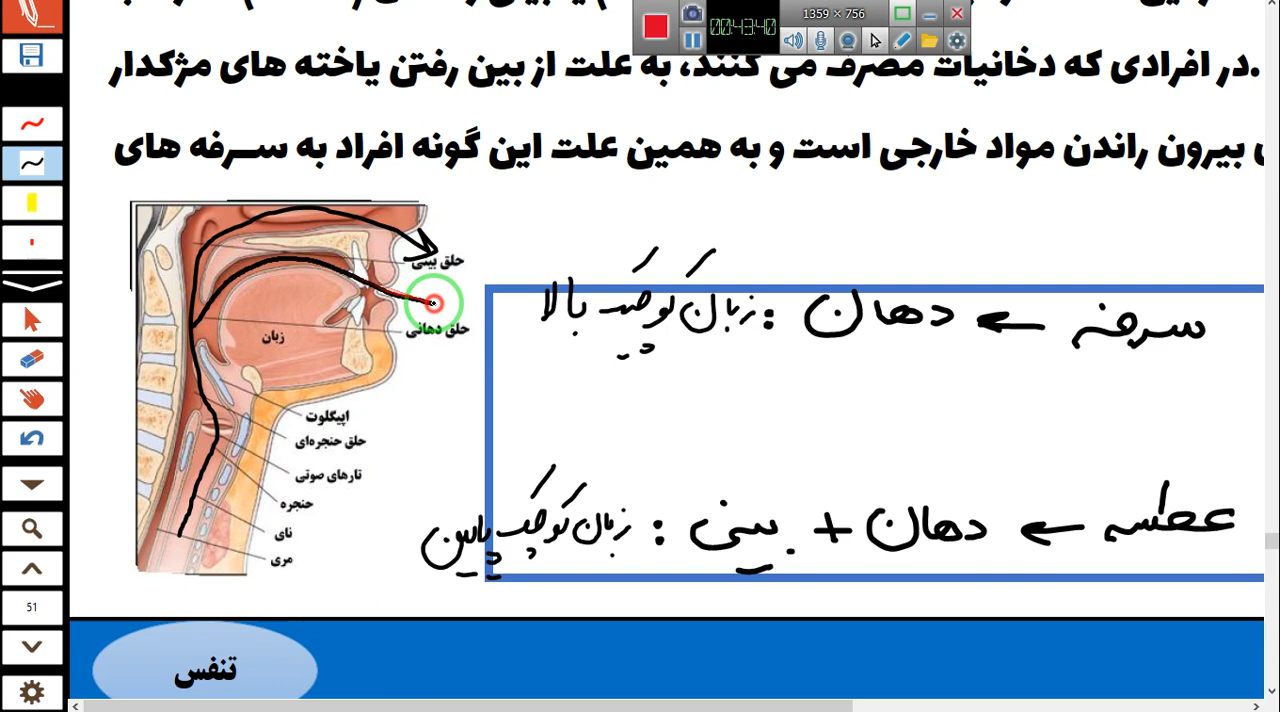 1359 × 756
00:43:40
.در افرادی که دخانیات مصرف می کنند، به علت از بین رفتن یاخته های مژکدار
بیرون راندن مواد خارجی است و به همین علت این گونه افراد به سـرفه های
حلق بینی
حلق دهانی
زبان
اپیگلوت
حلق حنجره‌ای
تارهای صوتی
حنجره
نای
مری
سرفه ← دهان : زبان کوچک بالا
عطسه ← دهان + بینی : زبان کوچک پایین
51
تنفس